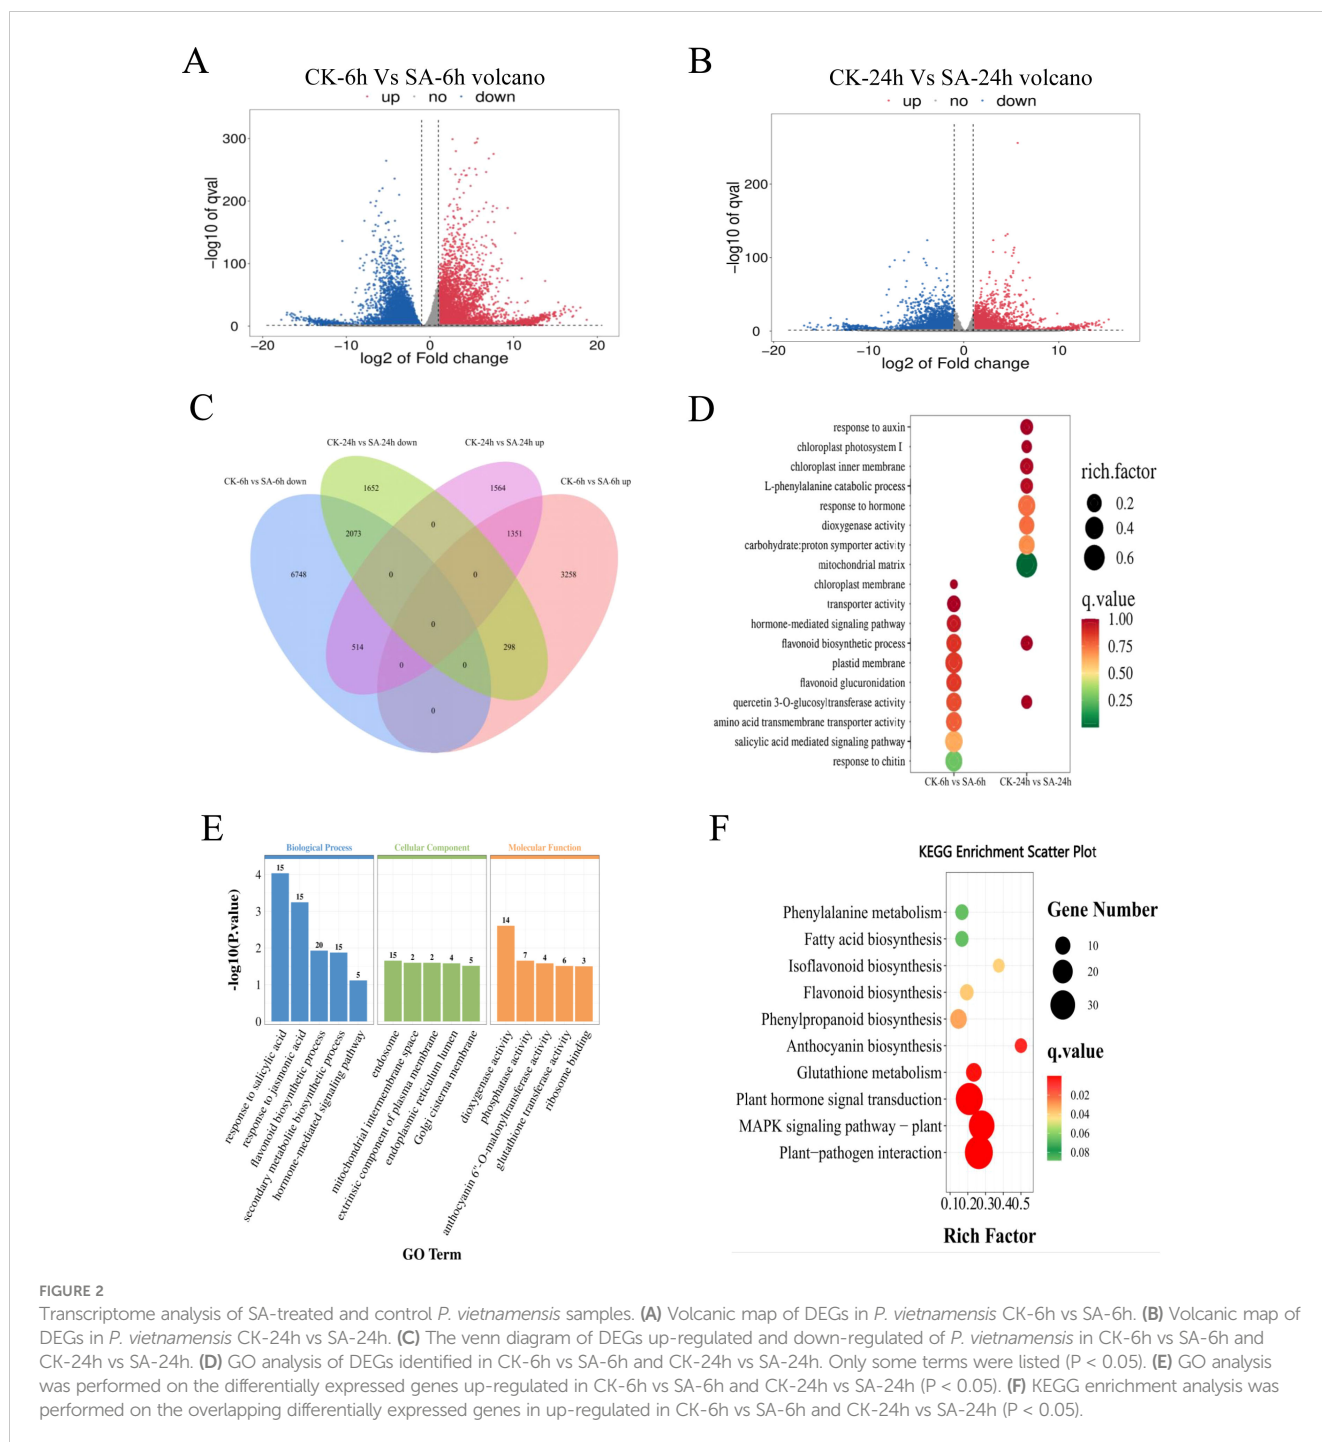 A
CK-6h Vs SA-6h volcano
up no down
300
200
100
0
-log10 of qval
−20 −10 0 10 20
log2 of Fold change
B
CK-24h Vs SA-24h volcano
up no down
200
100
0
-log10 of qval
−20 −10 0 10
log2 of Fold change
C
CK-24h vs SA-24h down
CK-24h vs SA-24h up
CK-6h vs SA-6h down
CK-6h vs SA-6h up
1652
1564
0
2073
1351
6748
0
0
3258
0
514
298
0
0
0
D
response to auxin
chloroplast photosystem I
chloroplast inner membrane
L-phenylalanine catabolic process
response to hormone
dioxygenase activity
carbohydrate:proton symporter activity
mitochondrial matrix
chloroplast membrane
transporter activity
hormone-mediated signaling pathway
flavonoid biosynthetic process
plastid membrane
flavonoid glucuronidation
quercetin 3-O-glucosyltransferase activity
amino acid transmembrane transporter activity
salicylic acid mediated signaling pathway
response to chitin
CK-6h vs SA-6h CK-24h vs SA-24h
rich.factor
0.2
0.4
0.6
q.value
1.00
0.75
0.50
0.25
E
Biological Process Cellular Component Molecular Function
4
3
2
1
0
-log10(P.value)
15 15 20 15 5 15 2 2 4 5 14 7 4 6 3
response to salicylic acid
response to jasmonic acid
flavonoid biosynthetic process
secondary metabolite biosynthetic process
hormone-mediated signaling pathway
endosome
mitochondrial intermembrane space
extrinsic component of plasma membrane
endoplasmic reticulum lumen
Golgi cisterna membrane
dioxygenase activity
phosphatase activity
anthocyanin 6"-O-malonyltransferase activity
glutathione transferase activity
ribosome binding
GO Term
F
KEGG Enrichment Scatter Plot
Phenylalanine metabolism
Fatty acid biosynthesis
Isoflavonoid biosynthesis
Flavonoid biosynthesis
Phenylpropanoid biosynthesis
Anthocyanin biosynthesis
Glutathione metabolism
Plant hormone signal transduction
MAPK signaling pathway − plant
Plant−pathogen interaction
0.10.20.30.40.5
Rich Factor
Gene Number
10
20
30
q.value
0.02
0.04
0.06
0.08
FIGURE 2
Transcriptome analysis of SA-treated and control P. vietnamensis samples. (A) Volcanic map of DEGs in P. vietnamensis CK-6h vs SA-6h. (B) Volcanic map of
DEGs in P. vietnamensis CK-24h vs SA-24h. (C) The venn diagram of DEGs up-regulated and down-regulated of P. vietnamensis in CK-6h vs SA-6h and
CK-24h vs SA-24h. (D) GO analysis of DEGs identified in CK-6h vs SA-6h and CK-24h vs SA-24h. Only some terms were listed (P < 0.05). (E) GO analysis
was performed on the differentially expressed genes up-regulated in CK-6h vs SA-6h and CK-24h vs SA-24h (P < 0.05). (F) KEGG enrichment analysis was
performed on the overlapping differentially expressed genes in up-regulated in CK-6h vs SA-6h and CK-24h vs SA-24h (P < 0.05).